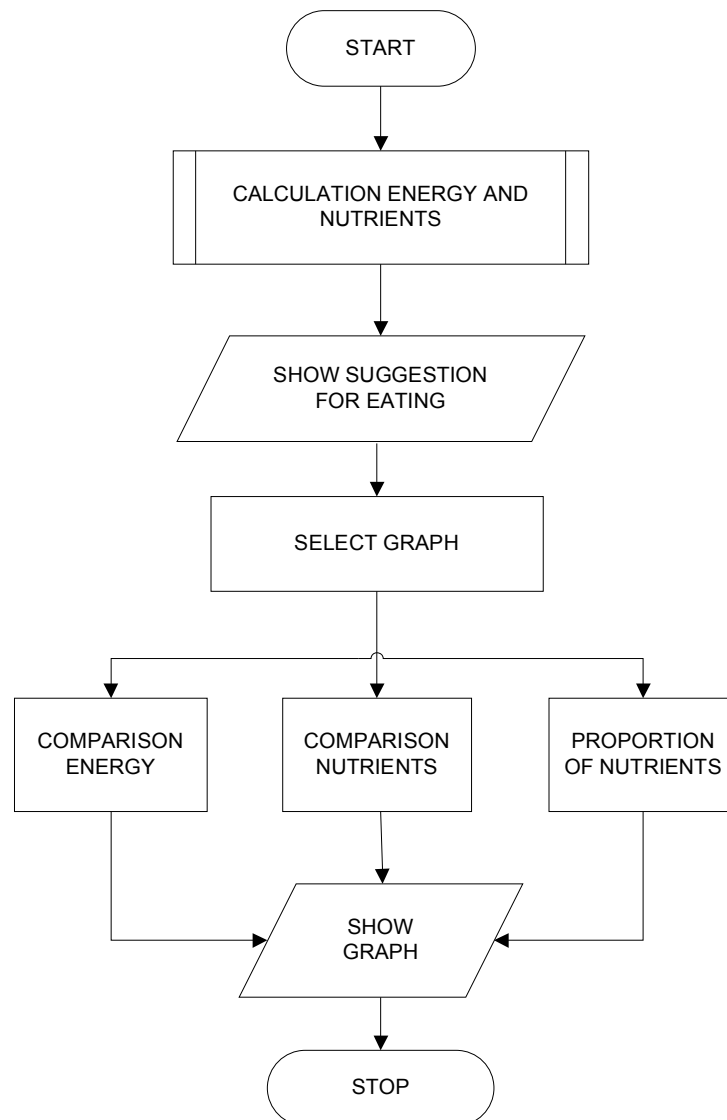 START
CALCULATION ENERGY AND
NUTRIENTS
SHOW SUGGESTION
FOR EATING
SELECT GRAPH
COMPARISON
ENERGY
COMPARISON
NUTRIENTS
PROPORTION
OF NUTRIENTS
SHOW
GRAPH
STOP